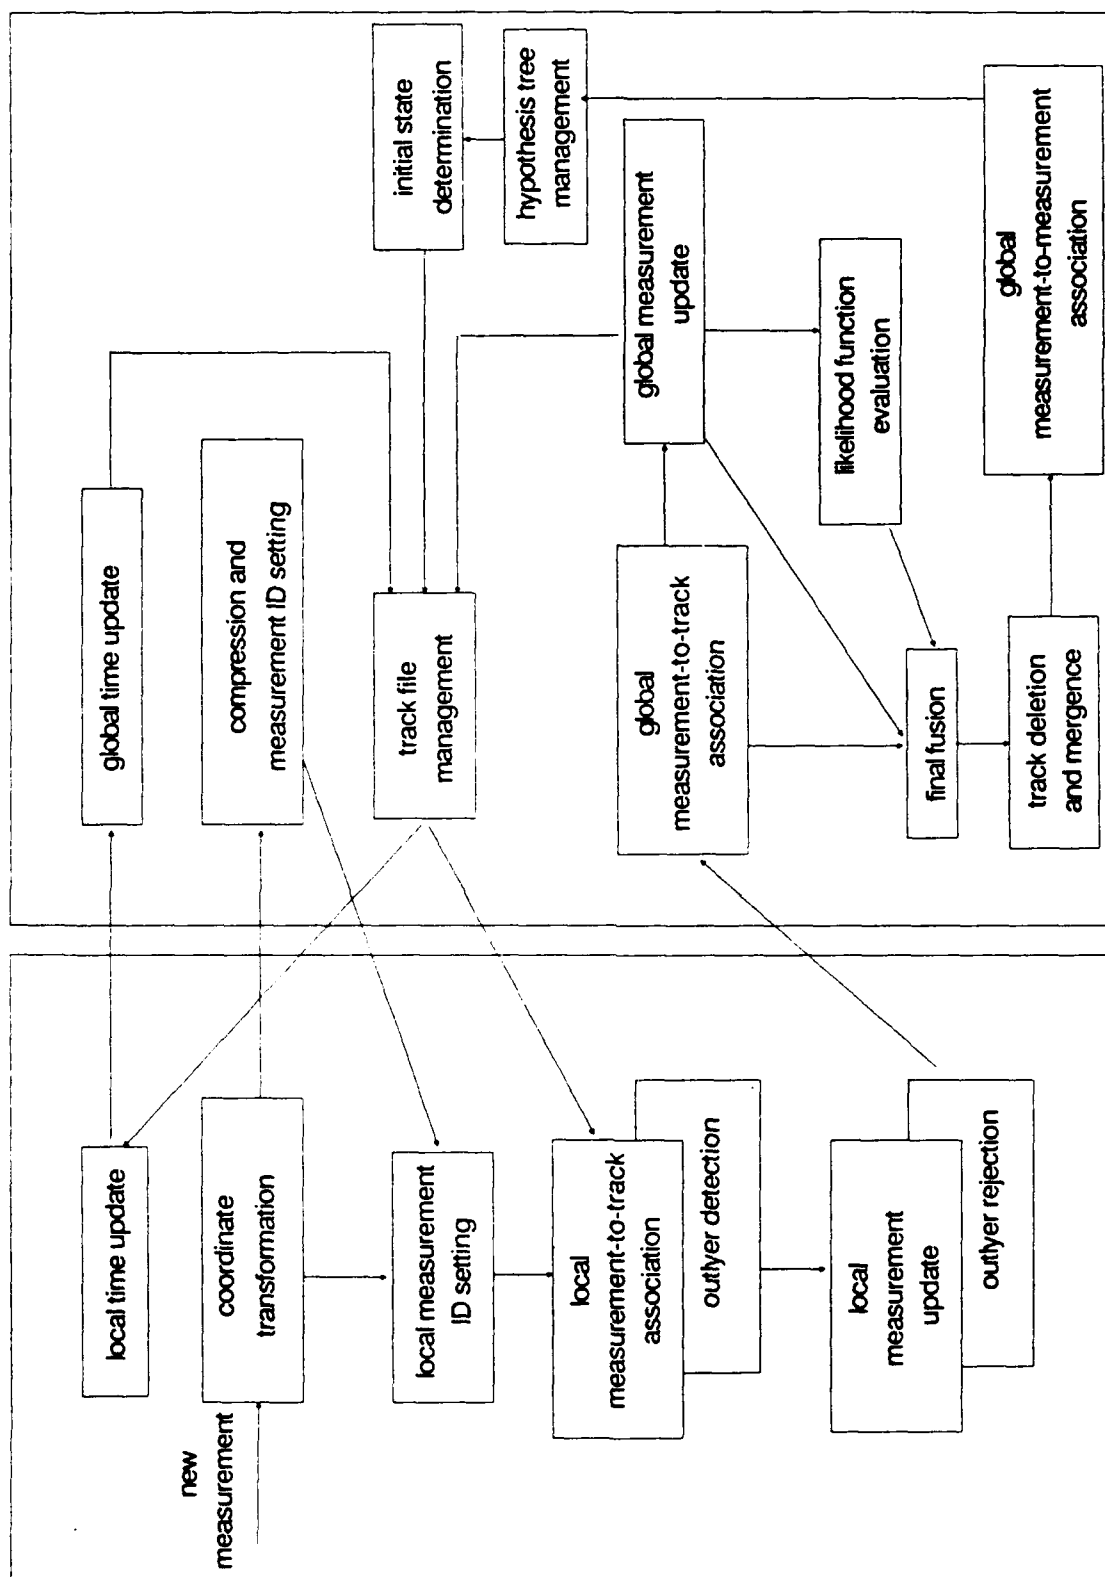 new
measurement
local time update
coordinate
transformation
local measurement
ID setting
local
measurement-to-track
association
outlyer detection
local
measurement
update
outlyer rejection
global time update
compression and
measurement ID setting
track file
management
global
measurement-to-track
association
final fusion
track deletion
and mergence
initial state
determination
hypothesis tree
management
global measurement
update
likelihood function
evaluation
global
measurement-to-measurement
association